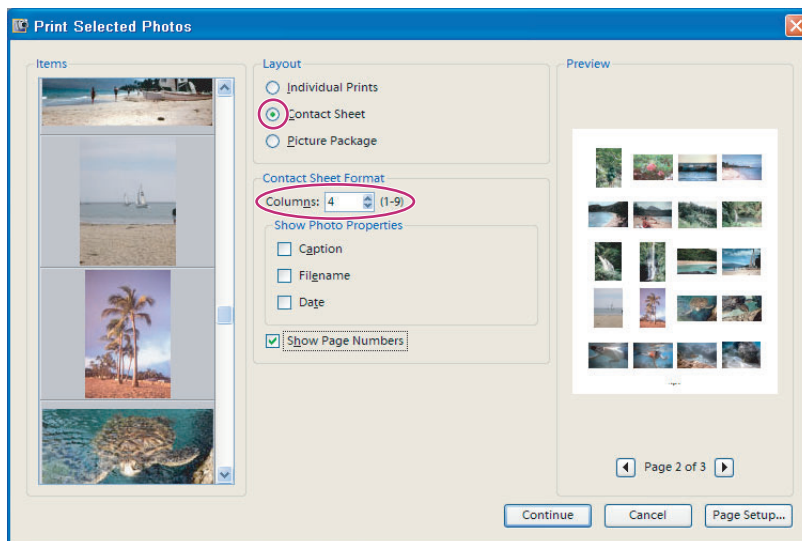 Print Selected Photos
Items
Layout
Individual Prints
Contact Sheet
Picture Package
Contact Sheet Format
Columns: 4 (1-9)
Show Photo Properties
Caption
Filename
Date
Show Page Numbers
Preview
Page 2 of 3
Continue
Cancel
Page Setup...